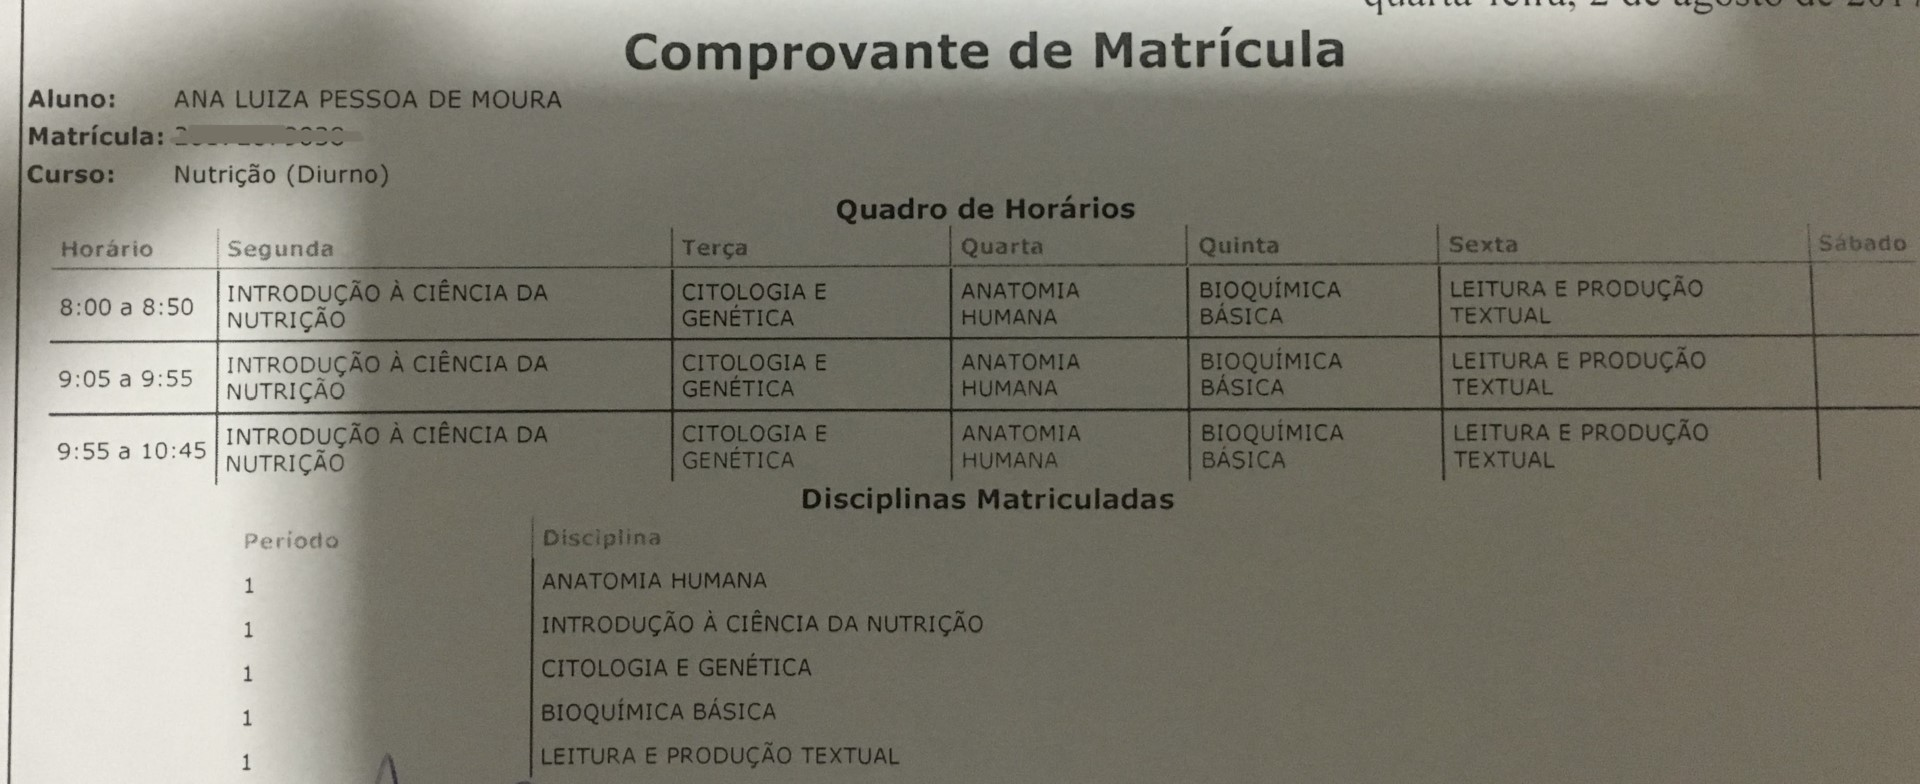 quarta-feira, 2 de agosto de 2017
Comprovante de Matrícula
Aluno: ANA LUIZA PESSOA DE MOURA
Matrícula:
Curso: Nutrição (Diurno)
Quadro de Horários
Horário Segunda Terça Quarta Quinta Sexta Sábado
8:00 a 8:50 INTRODUÇÃO À CIÊNCIA DA CITOLOGIA E ANATOMIA BIOQUÍMICA LEITURA E PRODUÇÃO
NUTRIÇÃO GENÉTICA HUMANA BÁSICA TEXTUAL
9:05 a 9:55 INTRODUÇÃO À CIÊNCIA DA CITOLOGIA E ANATOMIA BIOQUÍMICA LEITURA E PRODUÇÃO
NUTRIÇÃO GENÉTICA HUMANA BÁSICA TEXTUAL
9:55 a 10:45 INTRODUÇÃO À CIÊNCIA DA CITOLOGIA E ANATOMIA BIOQUÍMICA LEITURA E PRODUÇÃO
NUTRIÇÃO GENÉTICA HUMANA BÁSICA TEXTUAL
Disciplinas Matriculadas
Período Disciplina
1 ANATOMIA HUMANA
1 INTRODUÇÃO À CIÊNCIA DA NUTRIÇÃO
1 CITOLOGIA E GENÉTICA
1 BIOQUÍMICA BÁSICA
1 LEITURA E PRODUÇÃO TEXTUAL